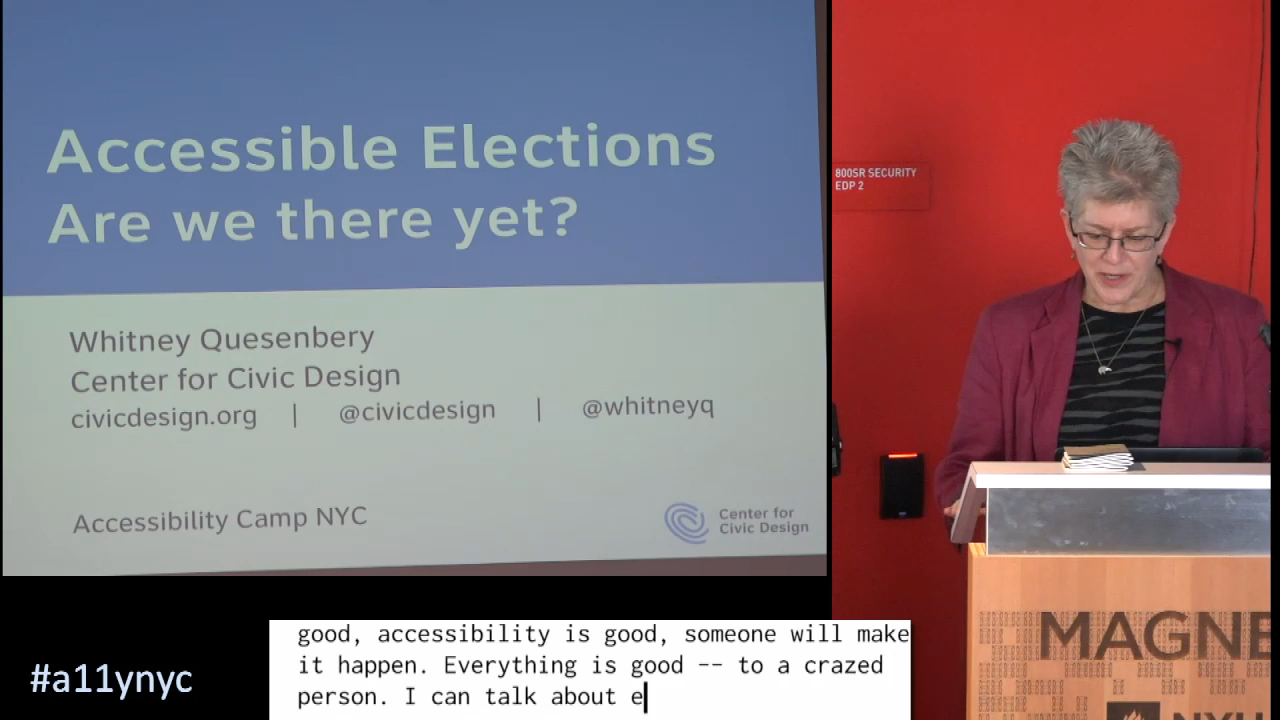 Accessible Elections
Are we there yet?
Whitney Quesenbery
Center for Civic Design
civicdesign.org | @civicdesign | @whitneyq
Accessibility Camp NYC
Center for
Civic Design
800SR SECURITY
EDP 2
MAGNE
NYU
#a11ynyc
good, accessibility is good, someone will make
it happen. Everything is good -- to a crazed
person. I can talk about e